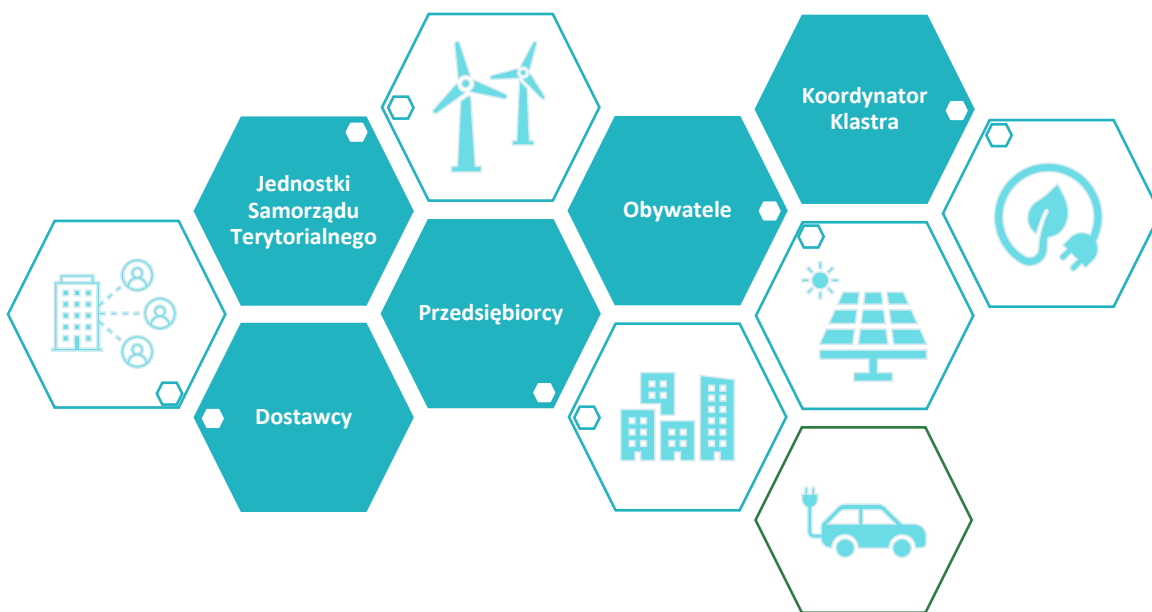 Koordynator
Klastra
Jednostki
Samorządu
Terytorialnego
Obywatele
Przedsiębiorcy
Dostawcy